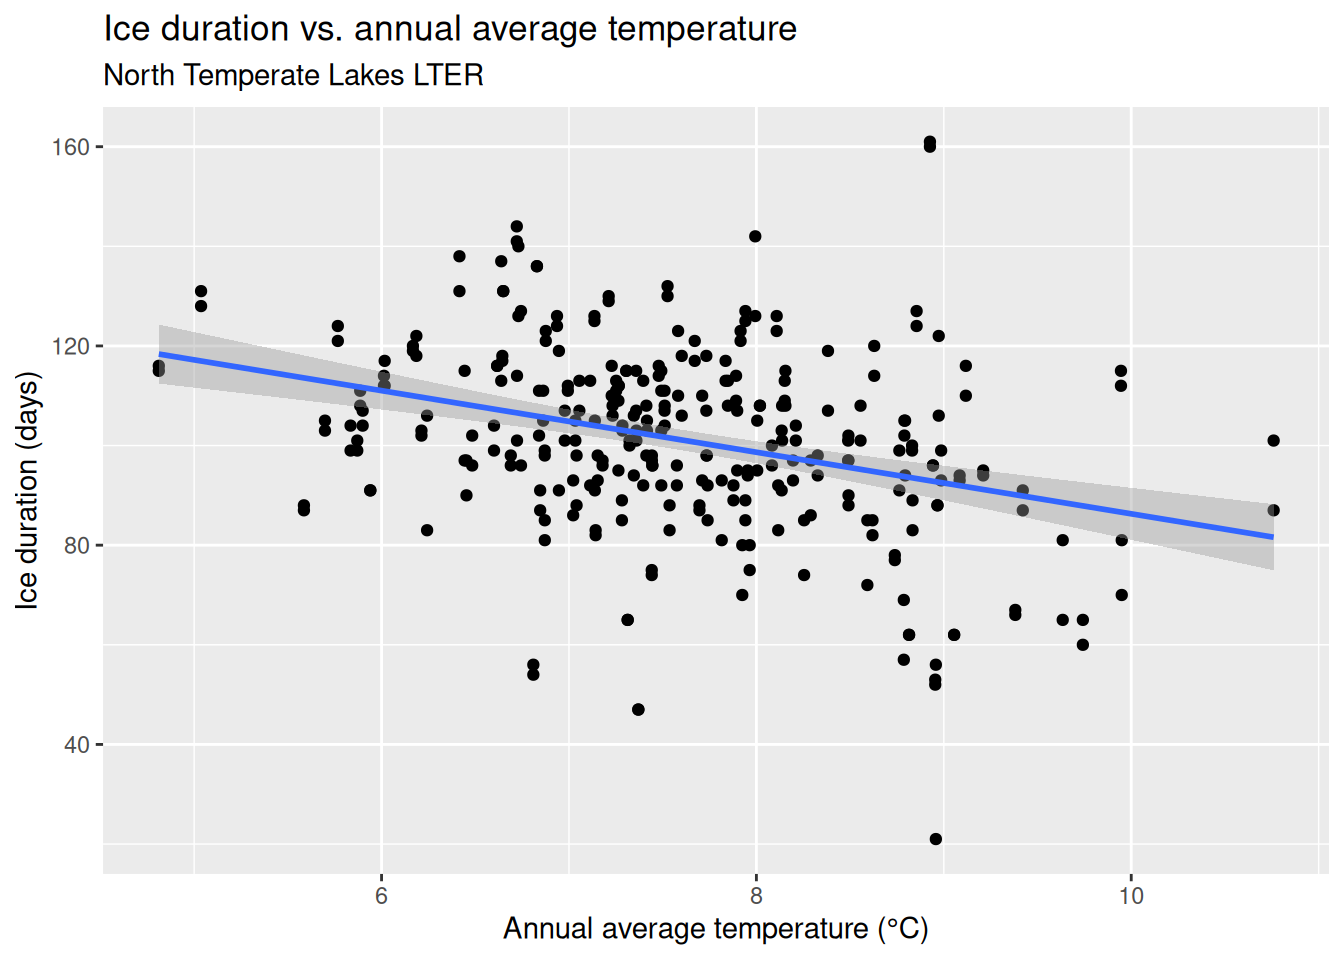 Ice duration vs. annual average temperature
North Temperate Lakes LTER
160
120
80
40
Ice duration (days)
6 8 10
Annual average temperature (°C)